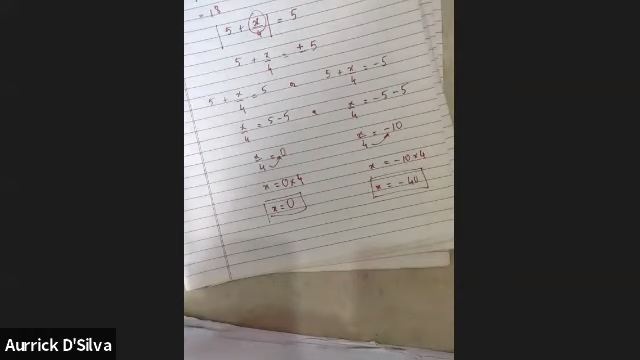 = 18
|5 + x/4| = 5
5 + x/4 = ± 5
5 + x/4 = 5 or 5 + x/4 = -5
x/4 = 5 - 5 or x/4 = -5 - 5
x/4 = 0 x/4 = -10
x = 0 × 4 x = -10 × 4
x = 0 x = -40
Aurrick D'Silva